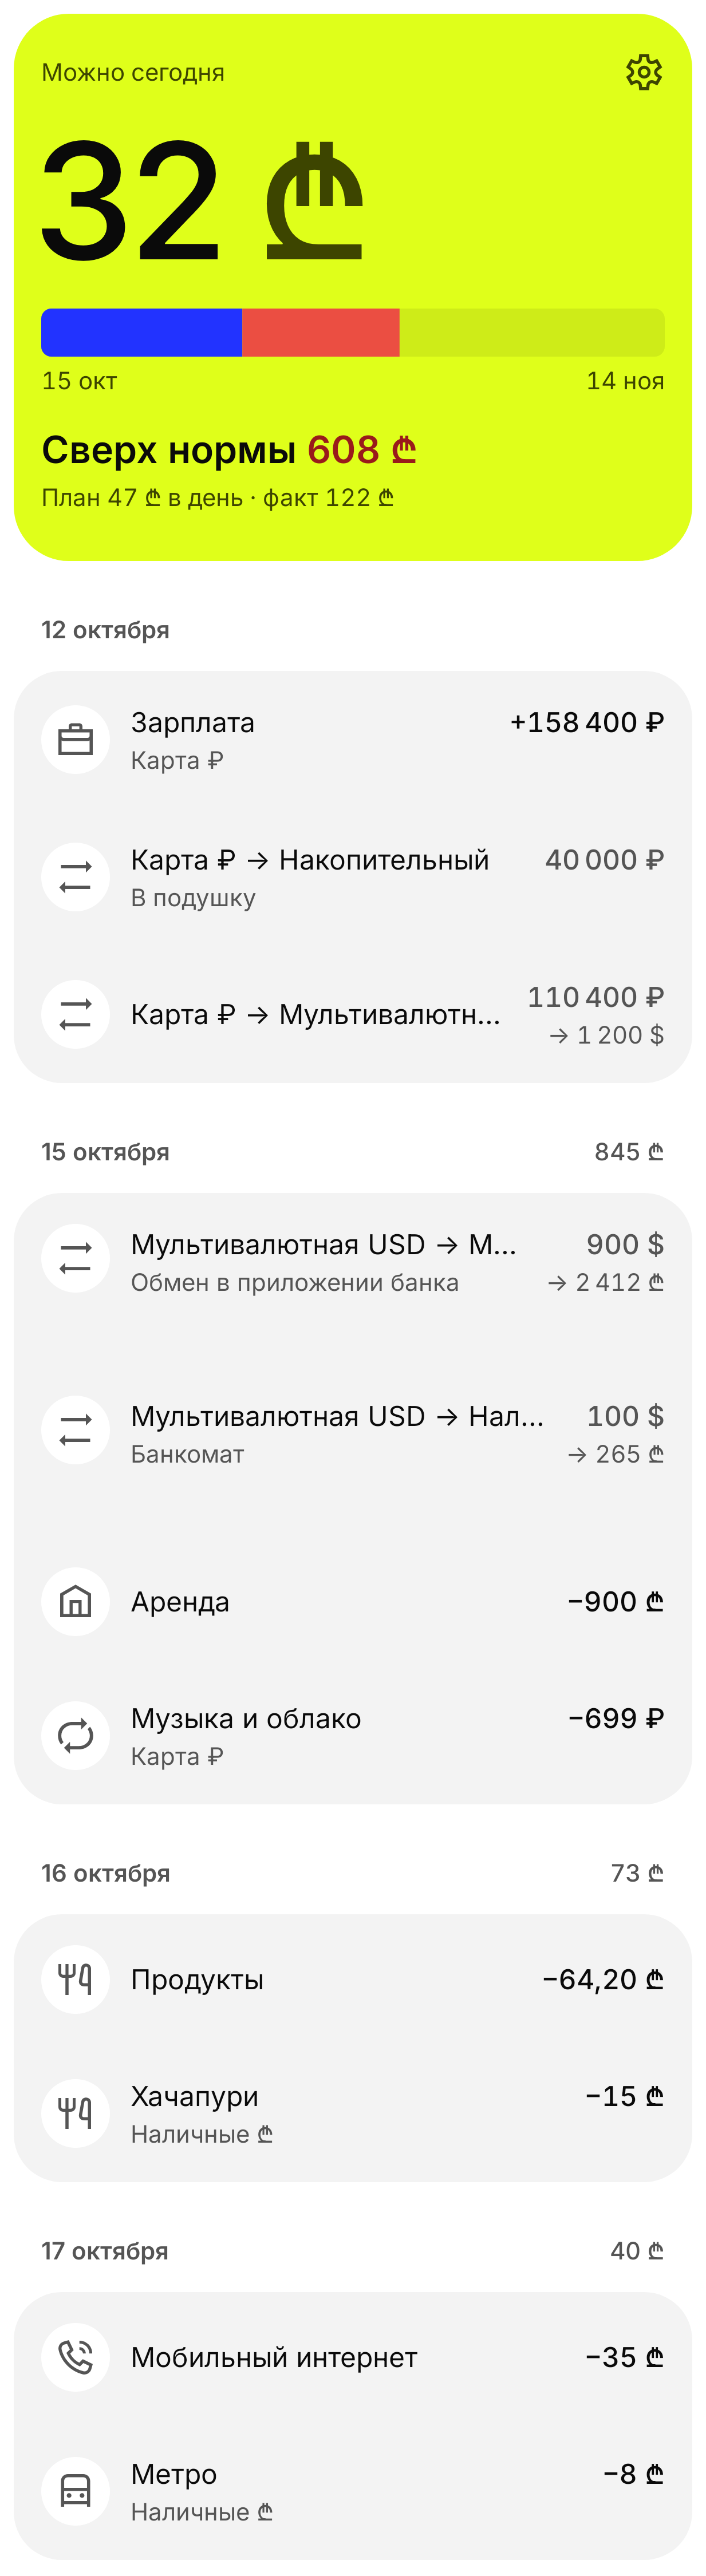 Можно сегодня
32 ₾
15 окт
14 ноя
Сверх нормы 608 ₾
План 47 ₾ в день · факт 122 ₾
12 октября
Зарплата
+158 400 ₽
Карта ₽
Карта ₽ → Накопительный
40 000 ₽
В подушку
Карта ₽ → Мультивалютн...
110 400 ₽
→ 1 200 $
15 октября
845 ₾
Мультивалютная USD → М...
900 $
Обмен в приложении банка
→ 2 412 ₾
Мультивалютная USD → Нал...
100 $
Банкомат
→ 265 ₾
Аренда
−900 ₾
Музыка и облако
−699 ₽
Карта ₽
16 октября
73 ₾
Продукты
−64,20 ₾
Хачапури
−15 ₾
Наличные ₾
17 октября
40 ₾
Мобильный интернет
−35 ₾
Метро
−8 ₾
Наличные ₾